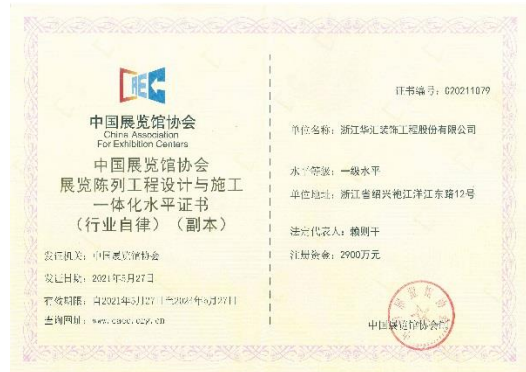 中国展览馆协会
China Association
For Exhibition Centers
中国展览馆协会
展览陈列工程设计与施工
一体化水平证书
（行业自律）（副本）
发证机关：中国展览馆协会
发证日期：2021年5月27日
有效期限：自2021年5月27日至2024年5月27日
查询网址：
证书编号：C20211079
单位名称：浙江华汇装饰工程股份有限公司
水平等级：一级水平
单位地址：浙江省绍兴袍江洋江东路12号
法定代表人：赖则干
注册资金：2900万元
中国展览馆协会